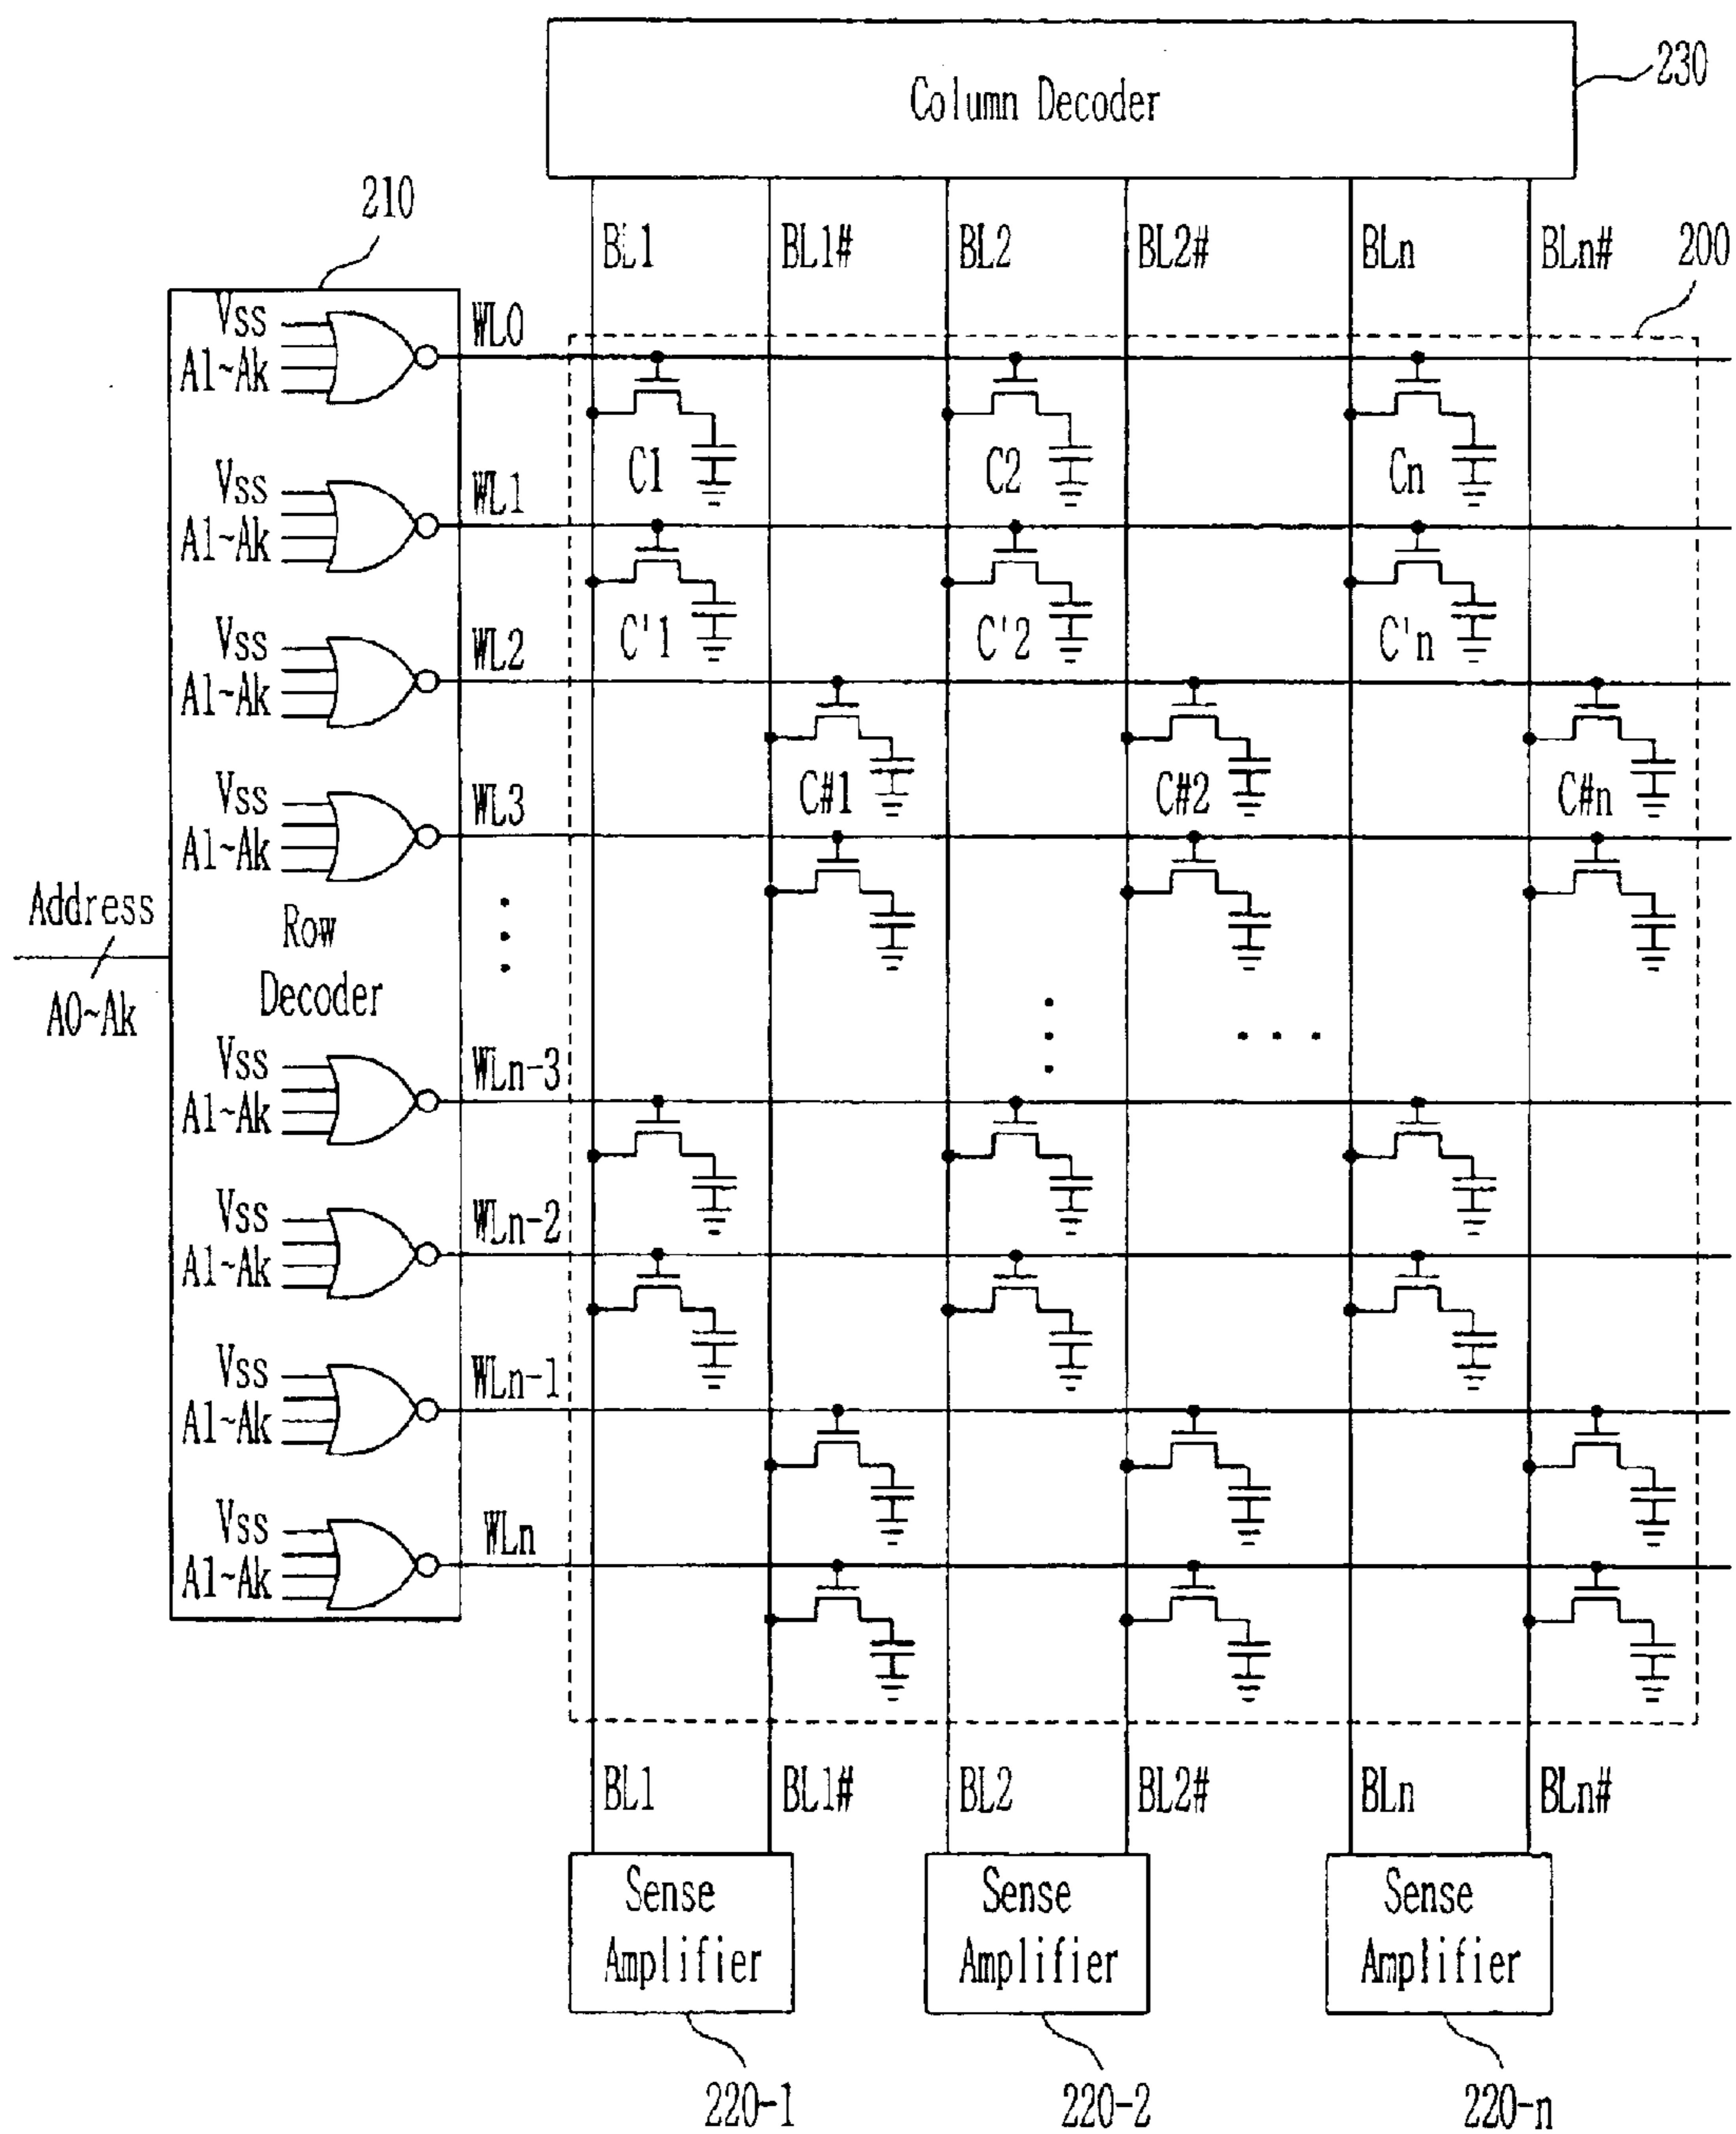 Column Decoder
230
210
BL1 BL1# BL2 BL2# BLn BLn#
200
Vss
A1~Ak
WL0
C1 C2 Cn
Vss
A1~Ak
WL1
C'1 C'2 C'n
Vss
A1~Ak
WL2
C#1 C#2 C#n
Vss
A1~Ak
WL3
Address
A0~Ak
Row
Decoder
Vss
A1~Ak
WLn-3
Vss
A1~Ak
WLn-2
Vss
A1~Ak
WLn-1
Vss
A1~Ak
WLn
BL1 BL1# BL2 BL2# BLn BLn#
Sense
Amplifier
Sense
Amplifier
Sense
Amplifier
220-1 220-2 220-n